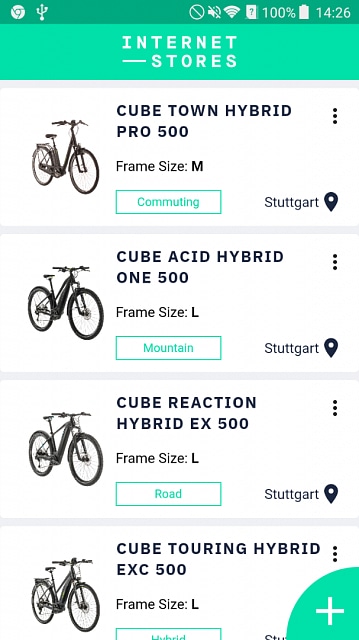 100% 14:26
INTERNET
STORES
CUBE TOWN HYBRID
PRO 500
Frame Size: M
Commuting
Stuttgart
CUBE ACID HYBRID
ONE 500
Frame Size: L
Mountain
Stuttgart
CUBE REACTION
HYBRID EX 500
Frame Size: L
Road
Stuttgart
CUBE TOURING HYBRID
EXC 500
Frame Size: L
Hybrid